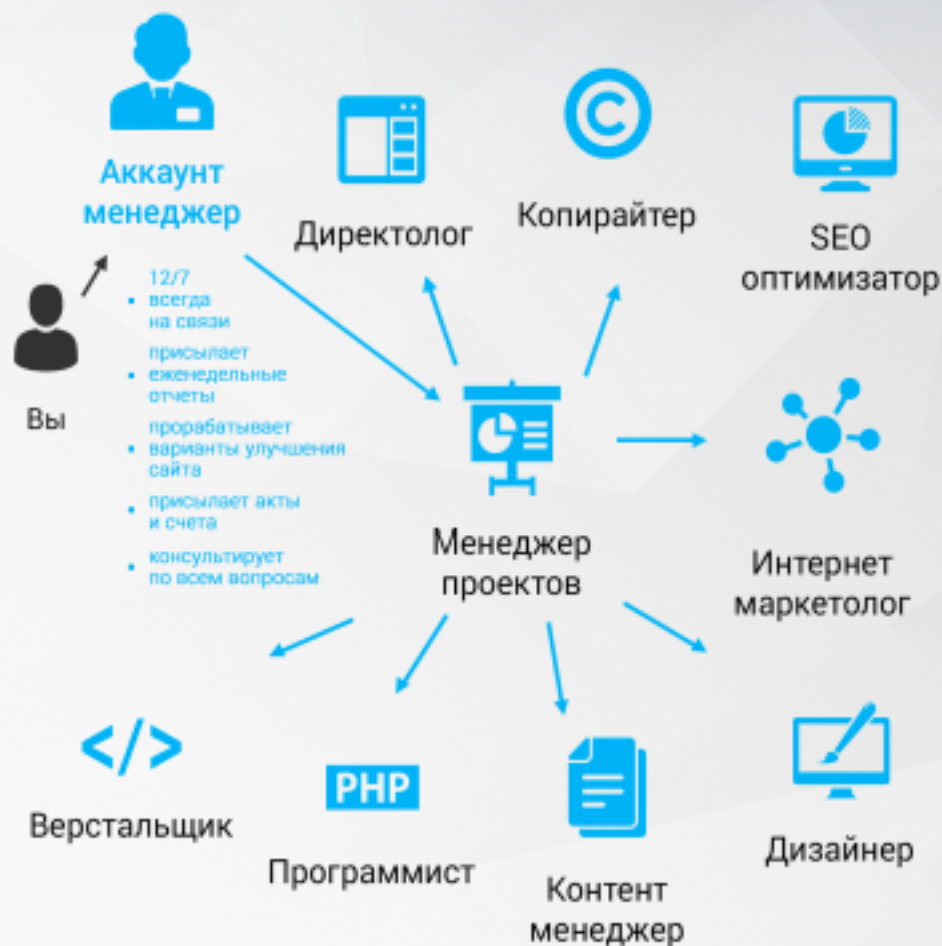 Аккаунт
менеджер
Директолог
Копирайтер
SEO
оптимизатор
Вы
12/7
всегда
на связи
присылает
еженедельные
отчеты
прорабатывает
варианты улучшения
сайта
присылает акты
и счета
консультирует
по всем вопросам
Менеджер
проектов
Интернет
маркетолог
</>
Верстальщик
PHP
Программист
Контент
менеджер
Дизайнер